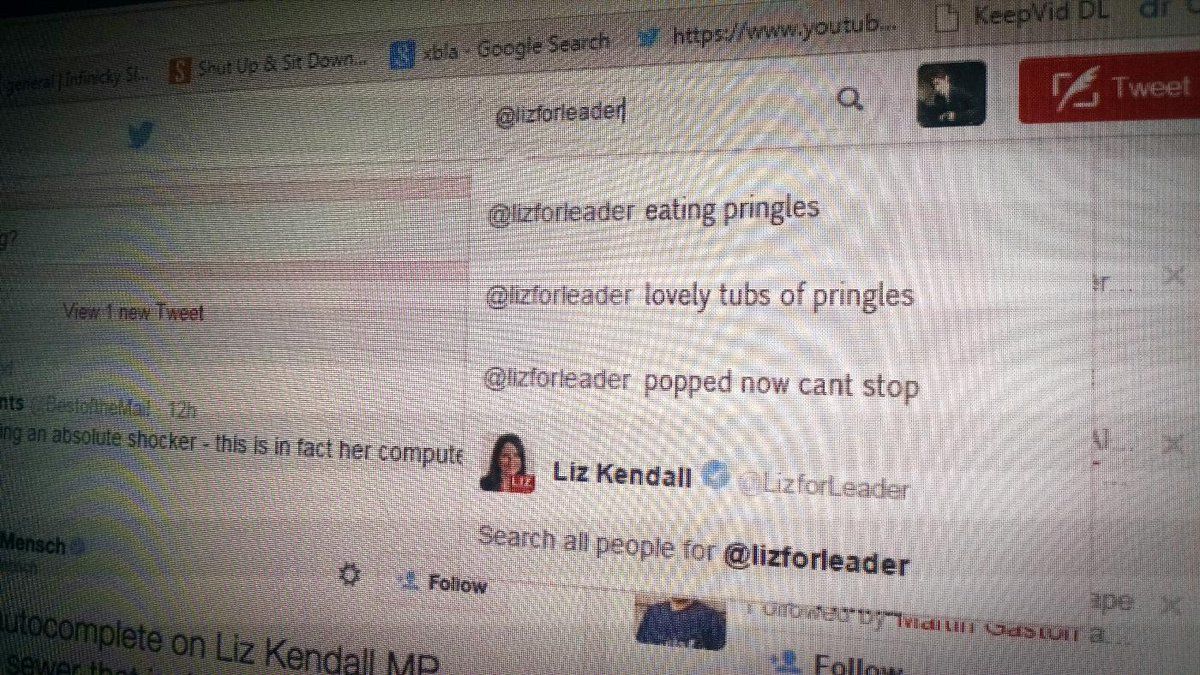 general | Infinicky St...
Shut Up & Sit Down...
xbla - Google Search
https://www.youtub...
KeepVid DL
@lizforleader
Tweet
@lizforleader eating pringles
g?
@lizforleader lovely tubs of pringles
View 1 new Tweet
@lizforleader popped now cant stop
nts @BestoftheMail · 12h
ing an absolute shocker - this is in fact her compute
LIZ
Liz Kendall @LizforLeader
Search all people for @lizforleader
Mensch
Follow
ape
Followed by Martin Gaston a...
utocomplete on Liz Kendall MP
Follow
sewer that